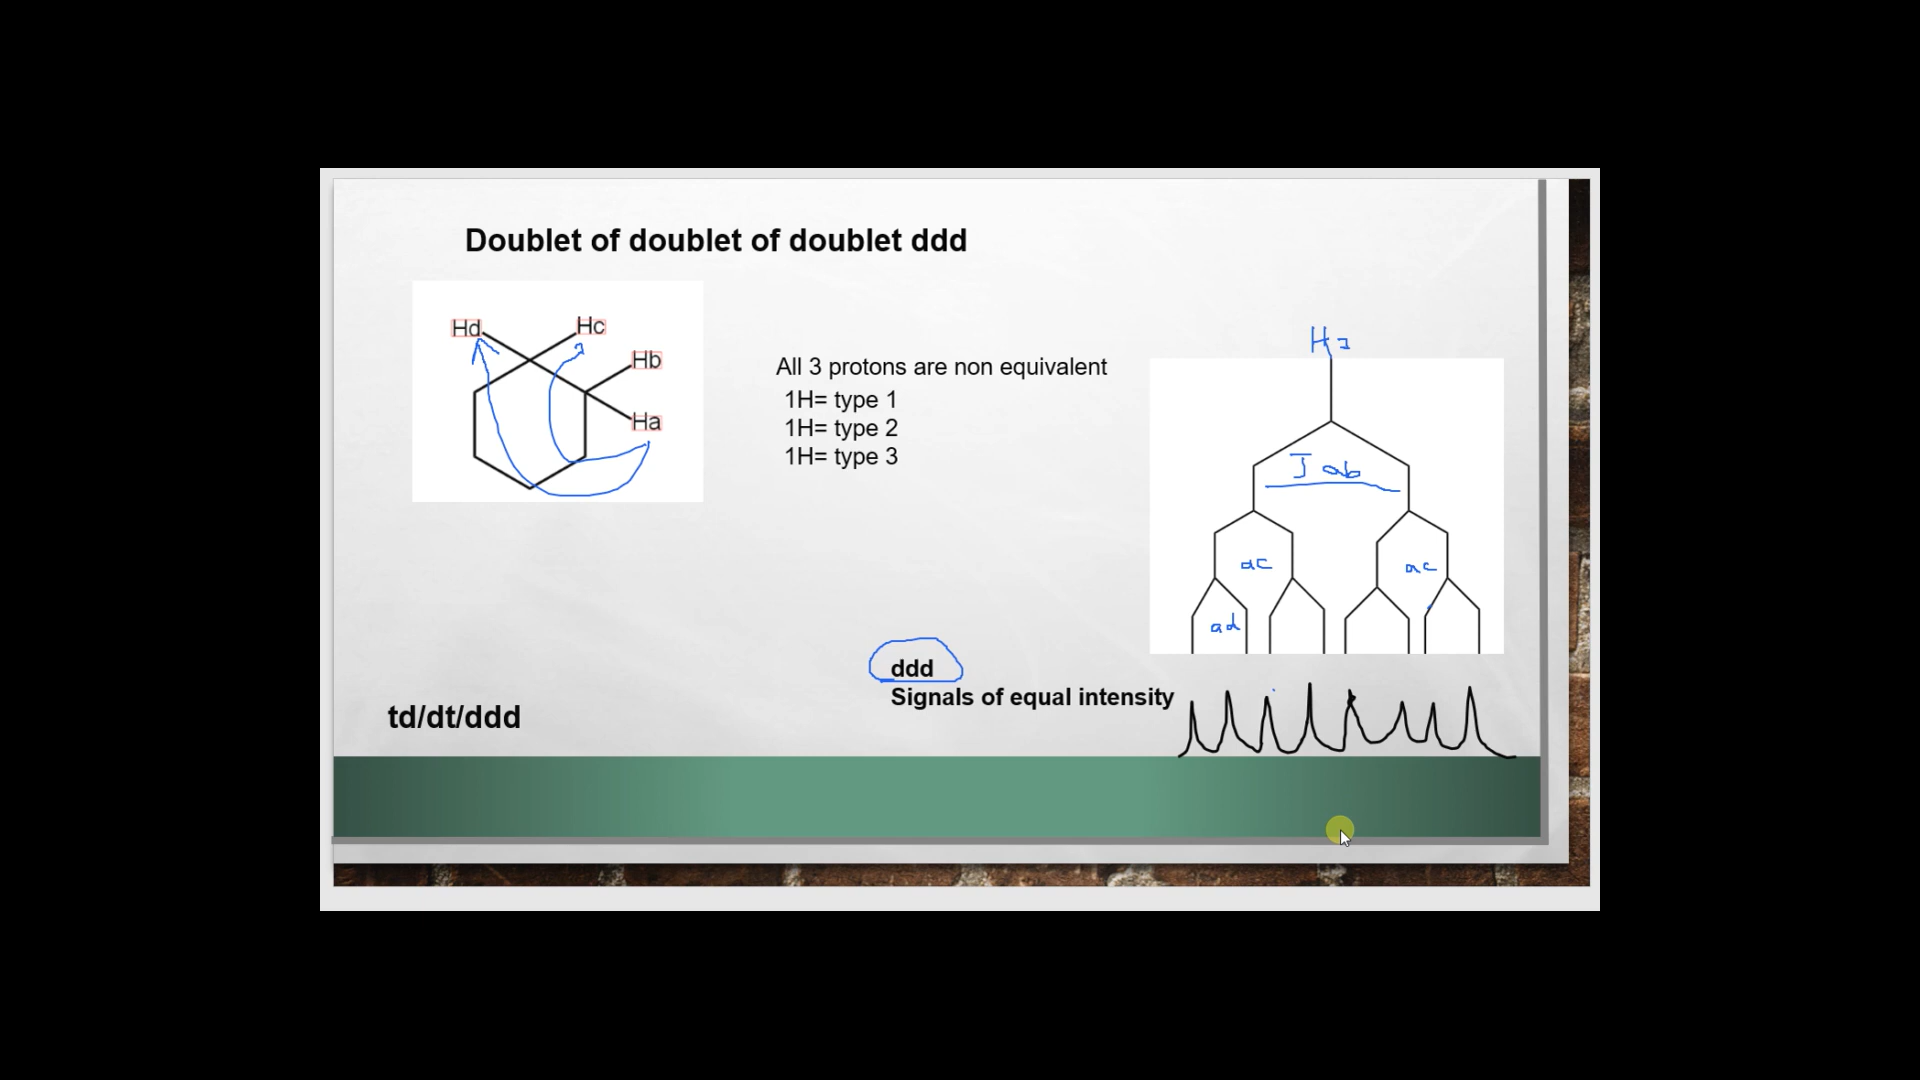 Doublet of doublet of doublet ddd
Hd
Hc
Hb
Ha
All 3 protons are non equivalent
1H= type 1
1H= type 2
1H= type 3
Ha
J ab
ac
ac
ad
ddd
Signals of equal intensity
td/dt/ddd